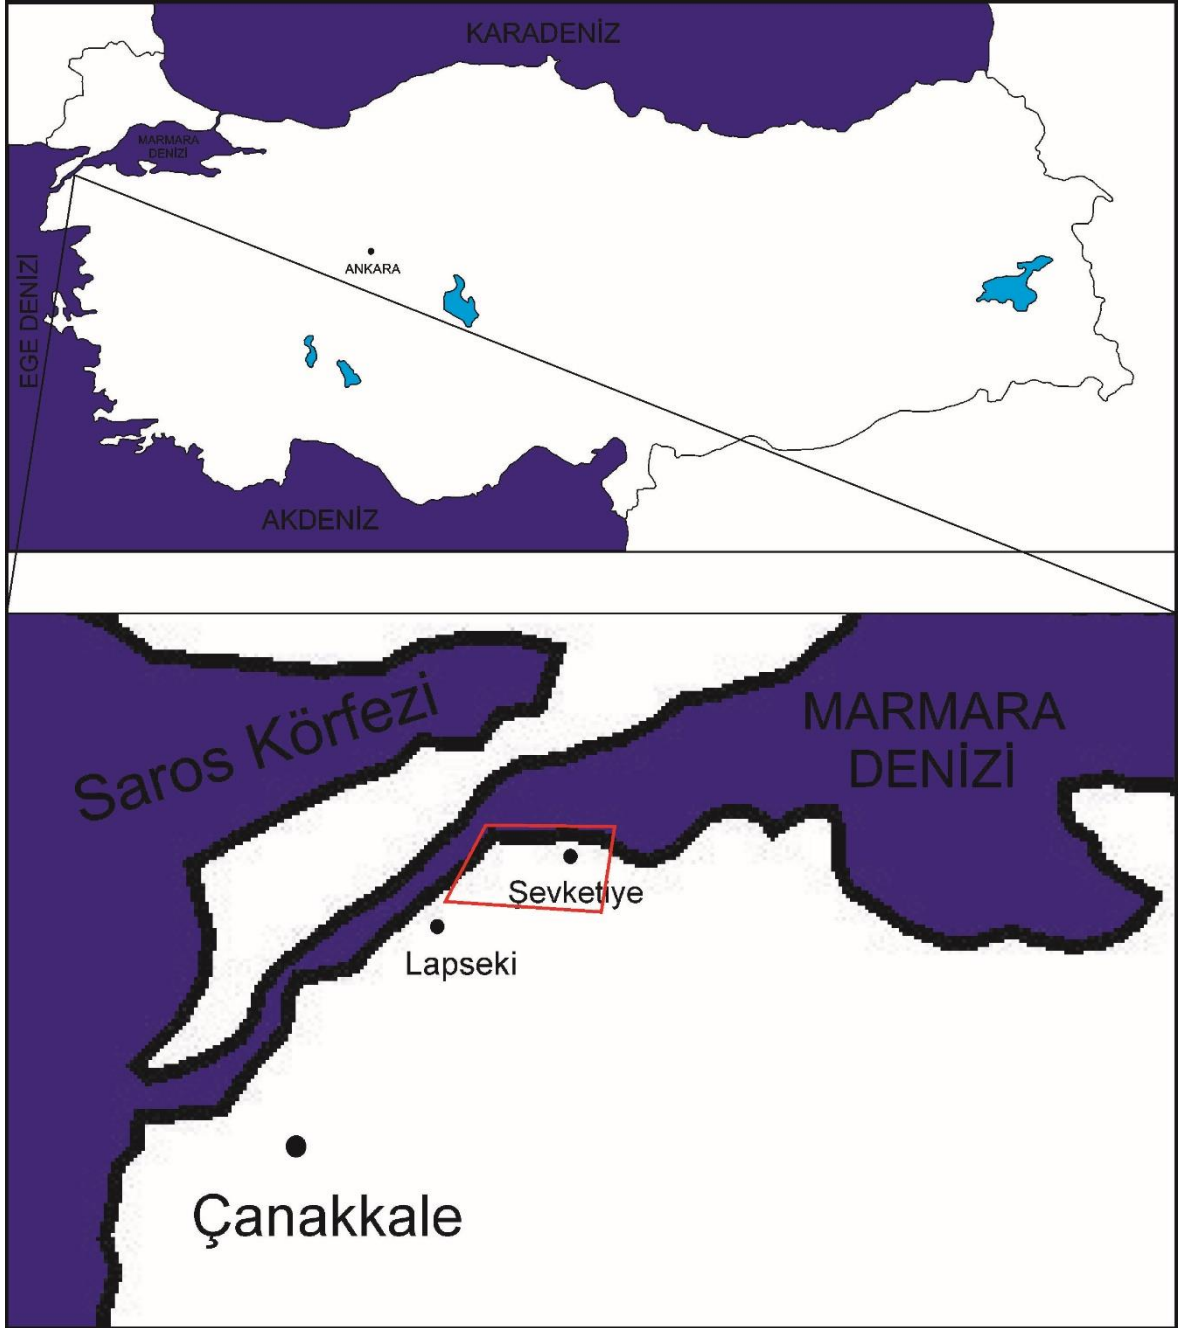 KARADENİZ
MARMARA
DENİZİ
ANKARA
EGE DENİZİ
AKDENİZ
Saros Körfezi
MARMARA
DENİZİ
Şevketiye
Lapseki
Çanakkale